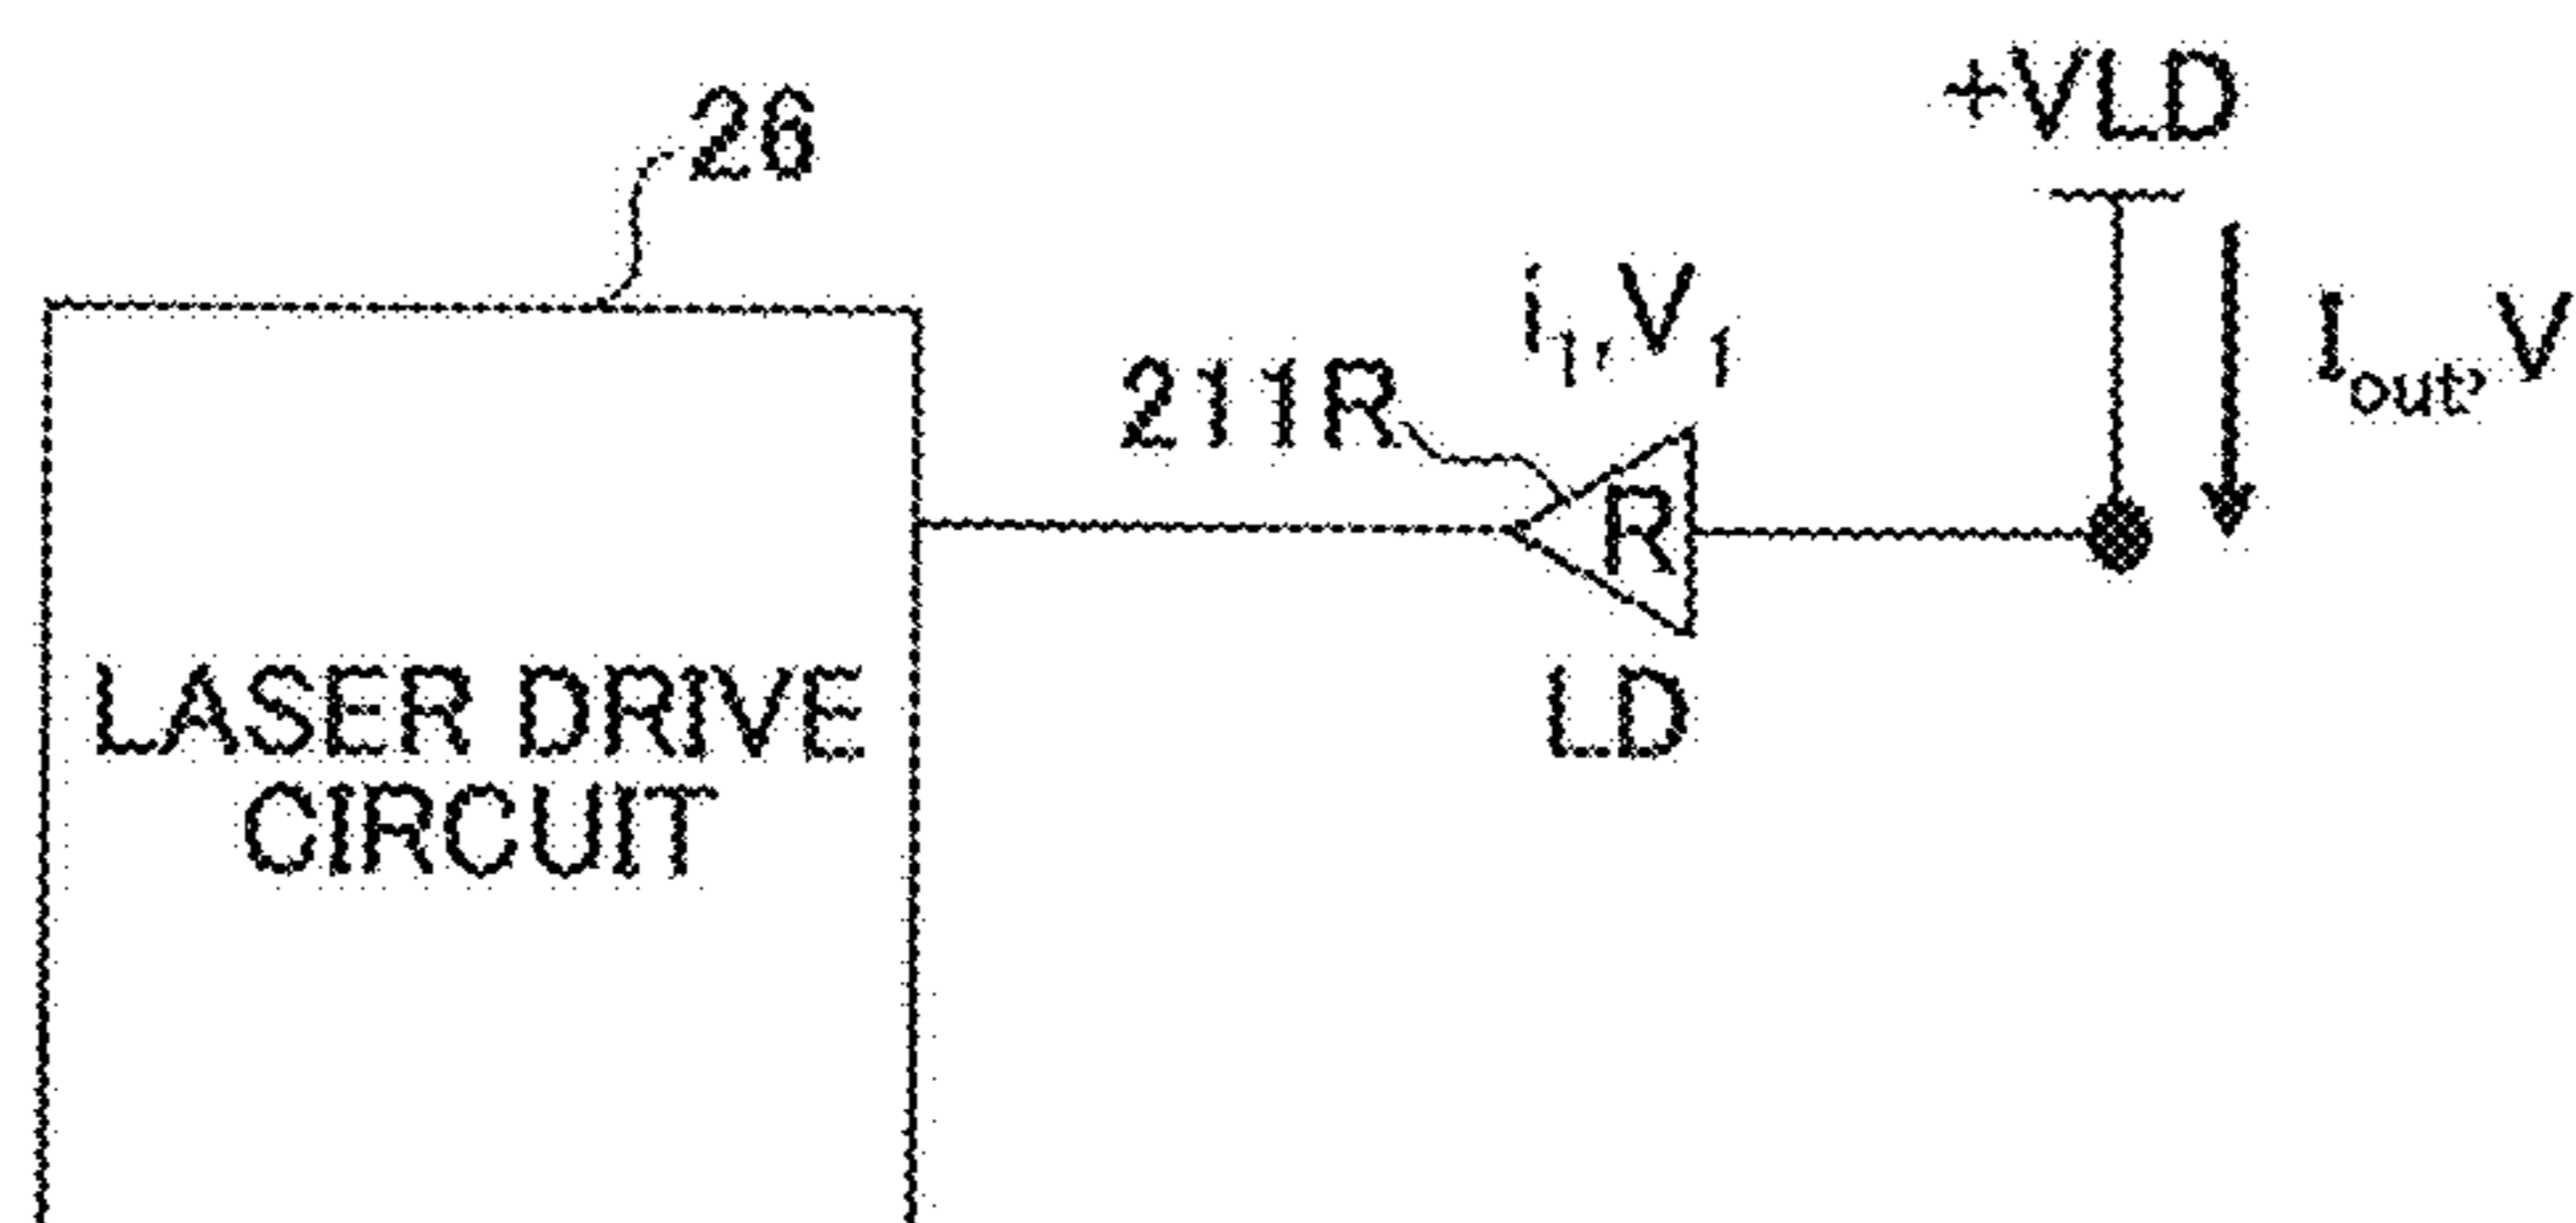 26
+VLD
i1, V1
Iout, V
211R
R
LD
LASER DRIVE
CIRCUIT